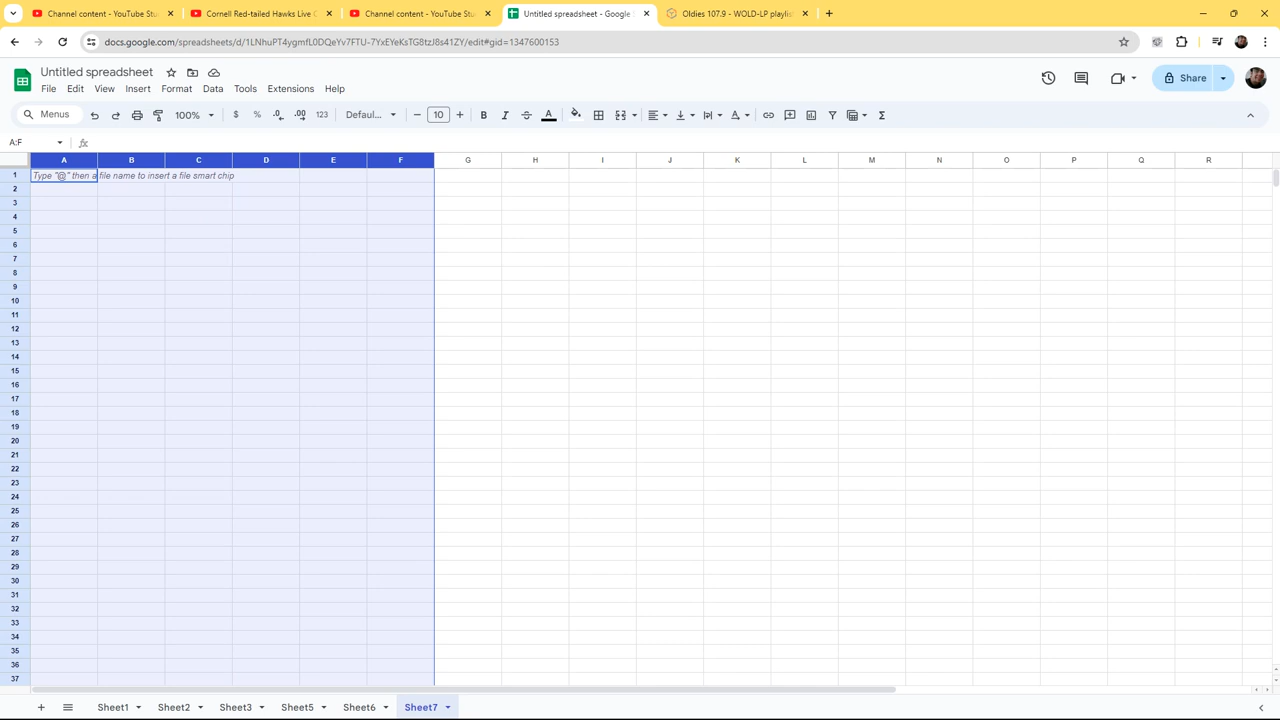 Channel content - YouTube Stu
Cornell Red-tailed Hawks Live C
Channel content - YouTube Stu
Untitled spreadsheet - Google
Oldies 107.9 - WOLD-LP playlist
docs.google.com/spreadsheets/d/1LNhuPT4ygmfL0DQeYv7FTU-7YxEYeKsTG8tzJ8s41ZY/edit#gid=1347600153
Untitled spreadsheet
File Edit View Insert Format Data Tools Extensions Help
Share
Menus 100% $ % .0 .00 123 Defaul... 10 B I S A Σ
A:F fx
A B C D E F G H I J K L M N O P Q R
1 Type "@" then a file name to insert a file smart chip
2
3
4
5
6
7
8
9
10
11
12
13
14
15
16
17
18
19
20
21
22
23
24
25
26
27
28
29
30
31
32
33
34
35
36
37
Sheet1 Sheet2 Sheet3 Sheet5 Sheet6 Sheet7